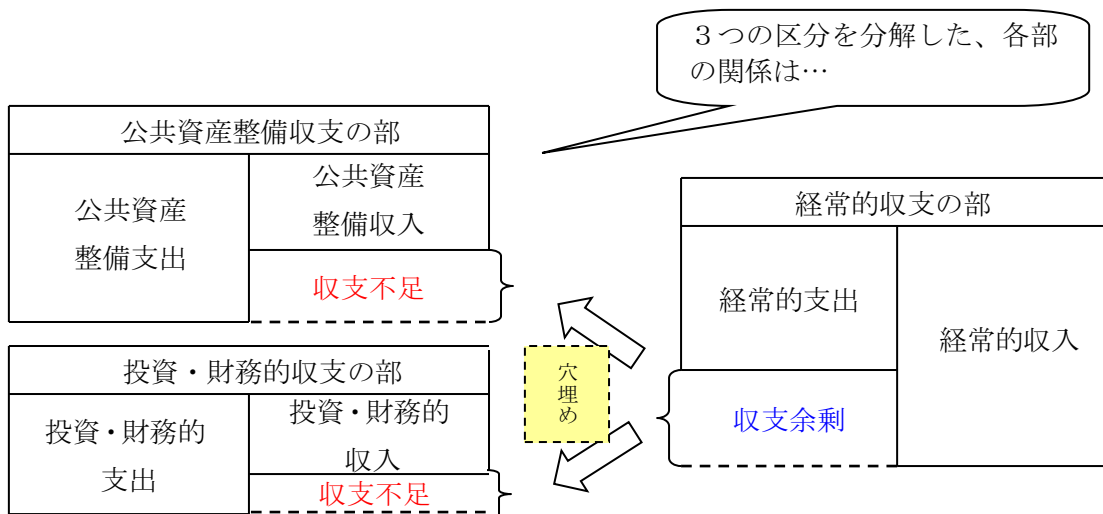 ３つの区分を分解した、各部
の関係は…
公共資産整備収支の部
公共資産
整備支出
公共資産
整備収入
収支不足
投資・財務的収支の部
投資・財務的
支出
投資・財務的
収入
収支不足
穴埋め
経常的収支の部
経常的支出
収支余剰
経常的収入